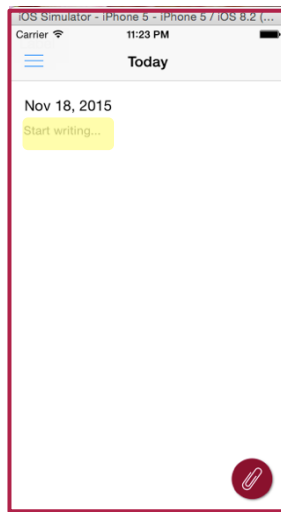 iOS Simulator - iPhone 5 - iPhone 5 / iOS 8.2 (...
Carrier 11:23 PM
Today
Nov 18, 2015
Start writing...